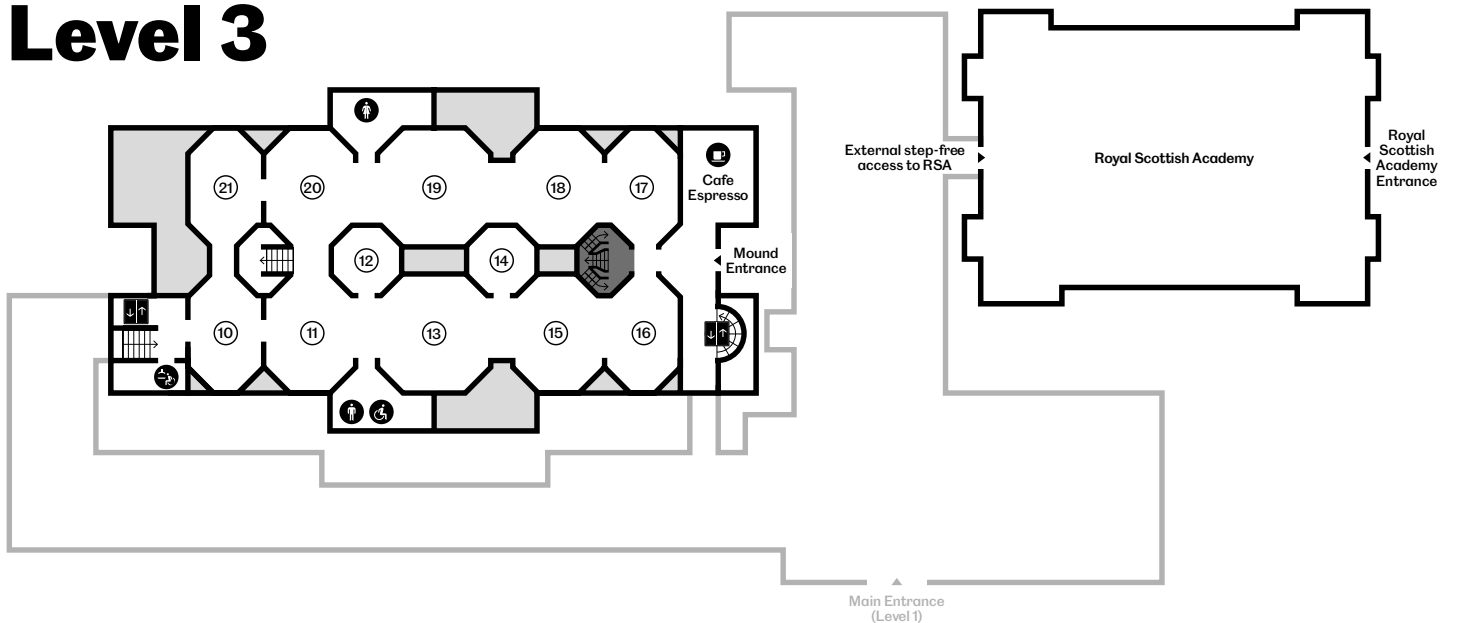 Level 3
External step-free
access to RSA
Royal Scottish Academy
Royal
Scottish
Academy
Entrance
21
20
19
18
17
Cafe
Espresso
12
14
Mound
Entrance
10
11
13
15
16
Main Entrance
(Level 1)